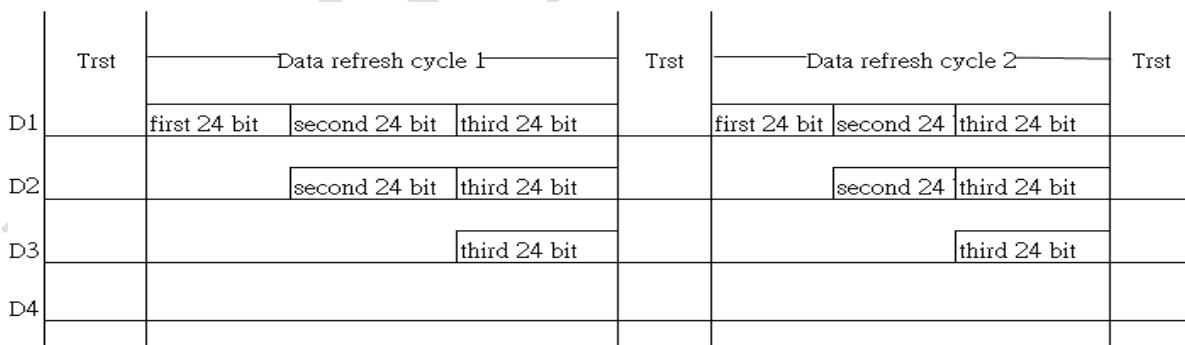 Trst Data refresh cycle 1 Trst Data refresh cycle 2 Trst
D1 first 24 bit second 24 bit third 24 bit first 24 bit second 24 third 24 bit
D2 second 24 bit third 24 bit second 24 third 24 bit
D3 third 24 bit third 24 bit
D4